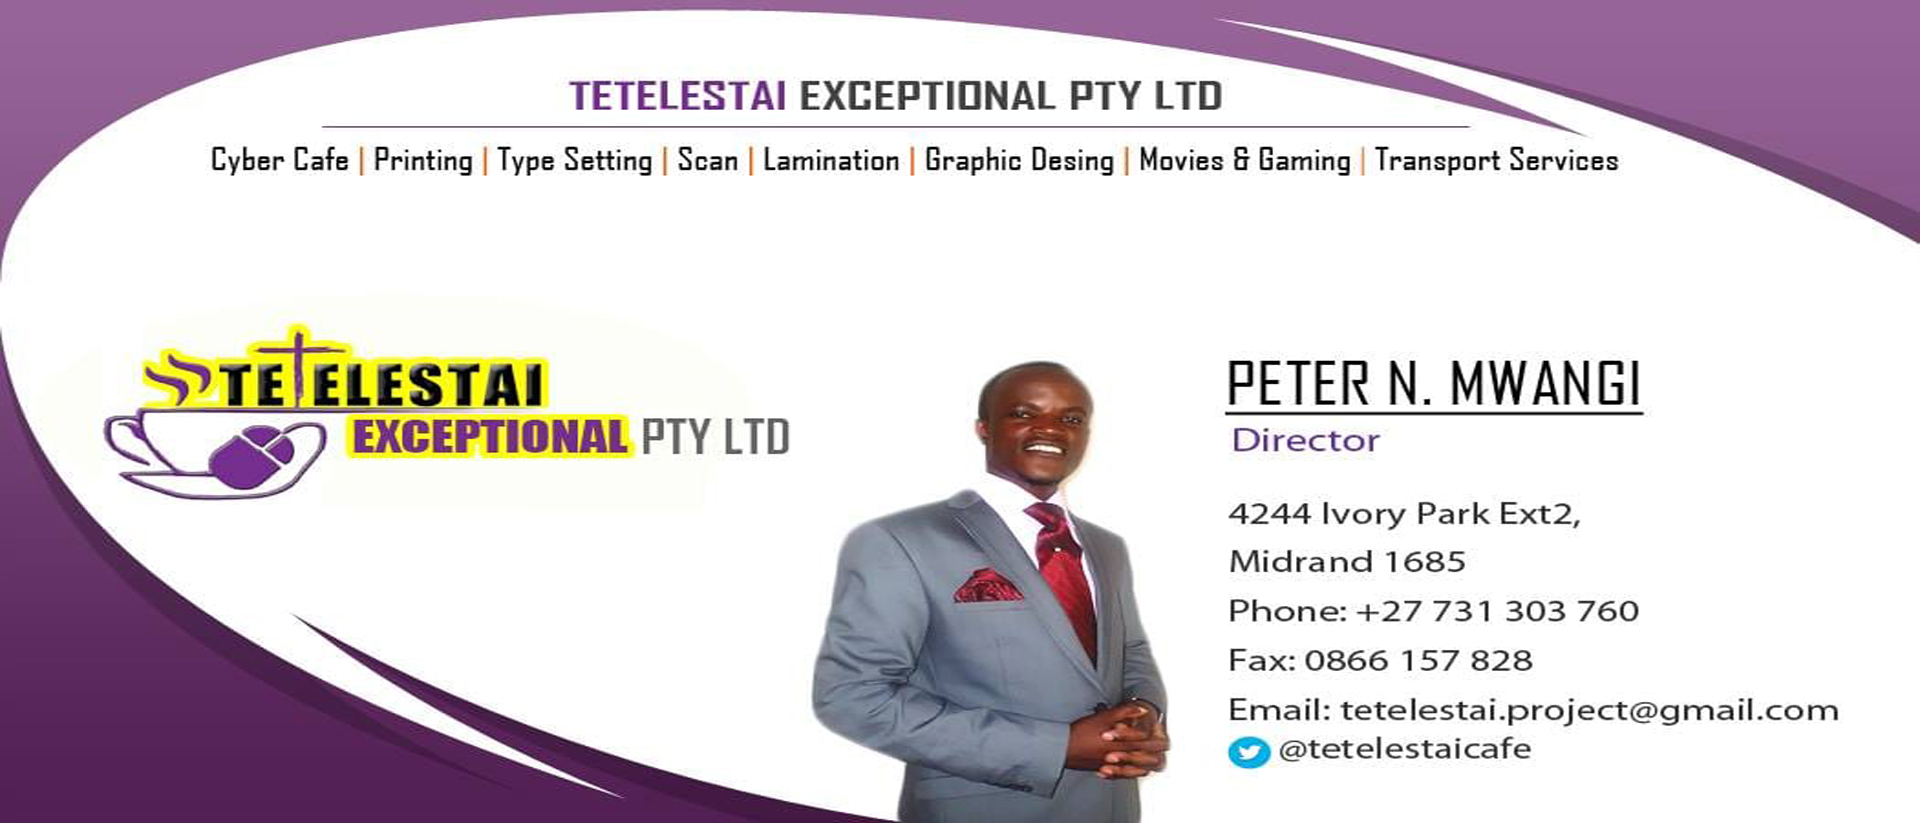 TETELESTAI EXCEPTIONAL PTY LTD
Cyber Cafe | Printing | Type Setting | Scan | Lamination | Graphic Desing | Movies & Gaming | Transport Services
TETELESTAI
EXCEPTIONAL PTY LTD
PETER N. MWANGI
Director
4244 Ivory Park Ext2,
Midrand 1685
Phone: +27 731 303 760
Fax: 0866 157 828
Email: tetelestai.project@gmail.com
@tetelestaicafe